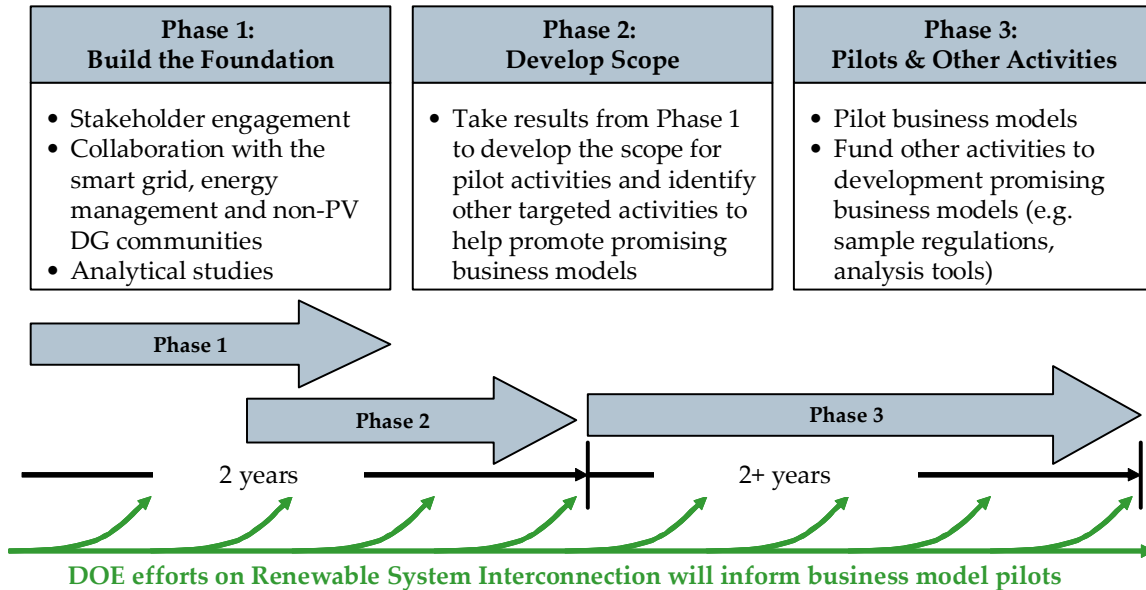 Phase 1:
Build the Foundation
• Stakeholder engagement
• Collaboration with the
smart grid, energy
management and non-PV
DG communities
• Analytical studies
Phase 2:
Develop Scope
• Take results from Phase 1
to develop the scope for
pilot activities and identify
other targeted activities to
help promote promising
business models
Phase 3:
Pilots & Other Activities
• Pilot business models
• Fund other activities to
development promising
business models (e.g.
sample regulations,
analysis tools)
Phase 1
Phase 2
Phase 3
2 years
2+ years
DOE efforts on Renewable System Interconnection will inform business model pilots